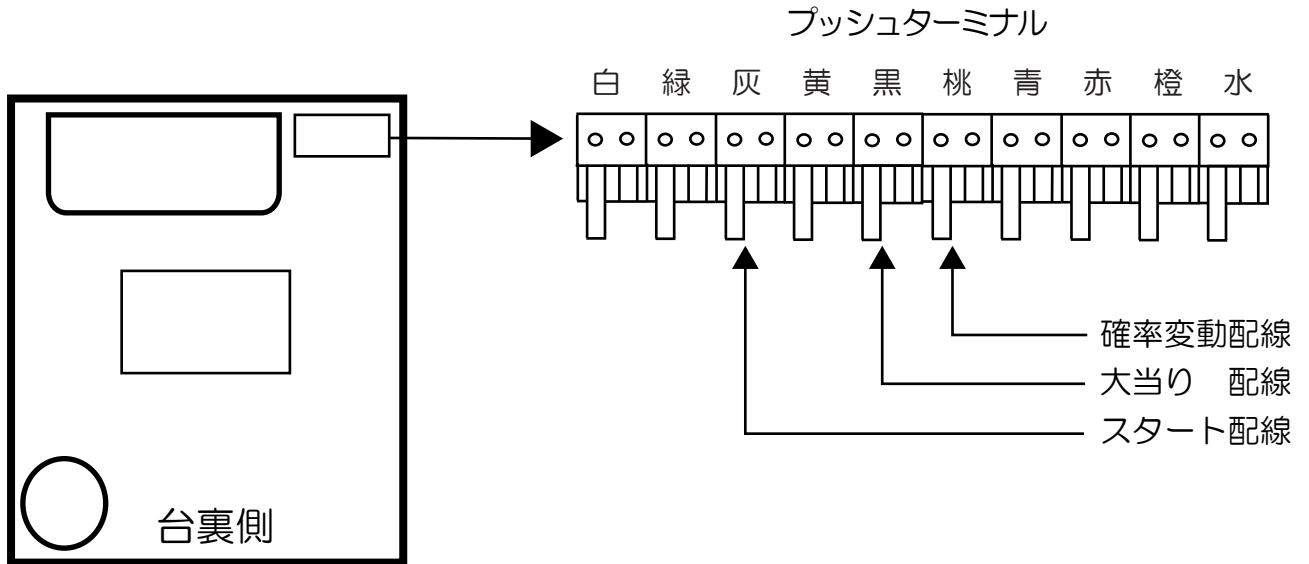 プッシュターミナル
白 緑 灰 黄 黒 桃 青 赤 橙 水
確率変動配線
大当り　配線
スタート配線
台裏側